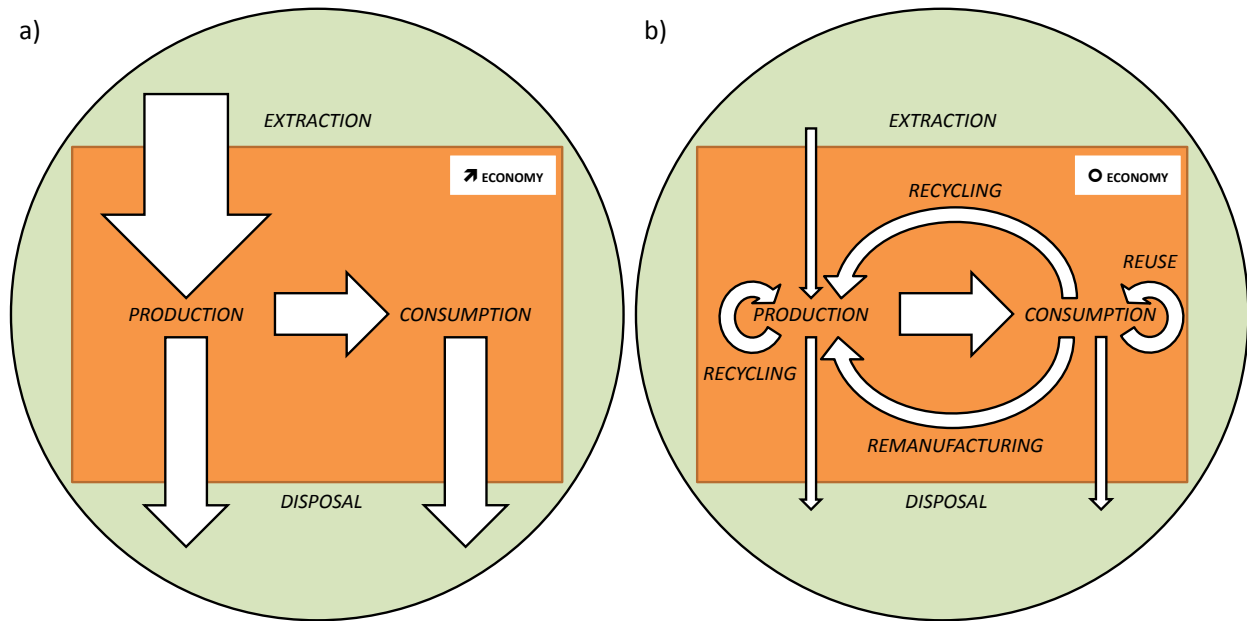 a)
EXTRACTION
↗ ECONOMY
PRODUCTION
CONSUMPTION
DISPOSAL
b)
EXTRACTION
O ECONOMY
RECYCLING
REUSE
PRODUCTION
CONSUMPTION
RECYCLING
REMANUFACTURING
DISPOSAL